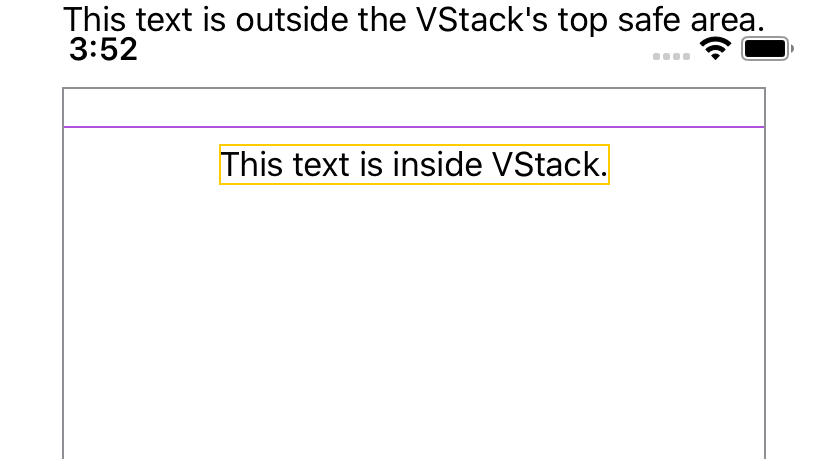 This text is outside the VStack's top safe area.
3:52
This text is inside VStack.